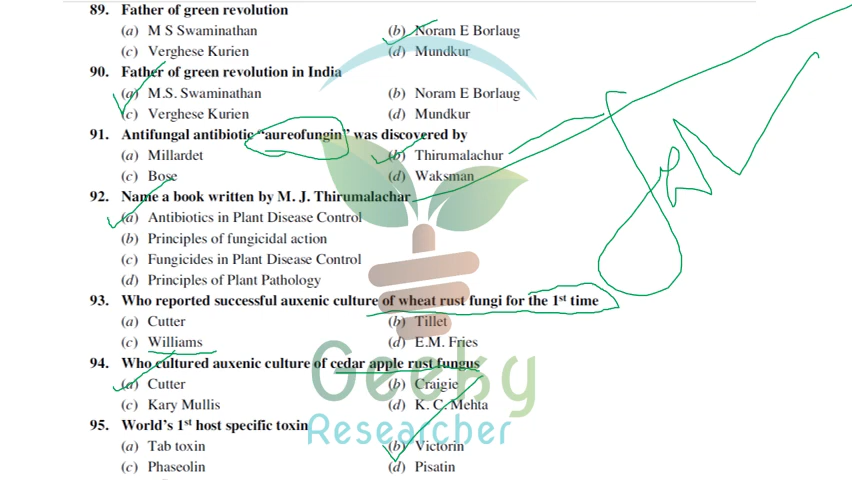 89. Father of green revolution
(a) M S Swaminathan (b) Noram E Borlaug
(c) Verghese Kurien (d) Mundkur
90. Father of green revolution in India
(a) M.S. Swaminathan (b) Noram E Borlaug
(c) Verghese Kurien (d) Mundkur
91. Antifungal antibiotic “aureofungin” was discovered by
(a) Millardet (b) Thirumalachur
(c) Bose (d) Waksman
92. Name a book written by M. J. Thirumalachar
(a) Antibiotics in Plant Disease Control
(b) Principles of fungicidal action
(c) Fungicides in Plant Disease Control
(d) Principles of Plant Pathology
93. Who reported successful auxenic culture of wheat rust fungi for the 1st time
(a) Cutter (b) Tillet
(c) Williams (d) E.M. Fries
94. Who cultured auxenic culture of cedar apple rust fungus
(a) Cutter (b) Craigie
(c) Kary Mullis (d) K. C. Mehta
95. World’s 1st host specific toxin
(a) Tab toxin (b) Victorin
(c) Phaseolin (d) Pisatin
Geeky
Researcher